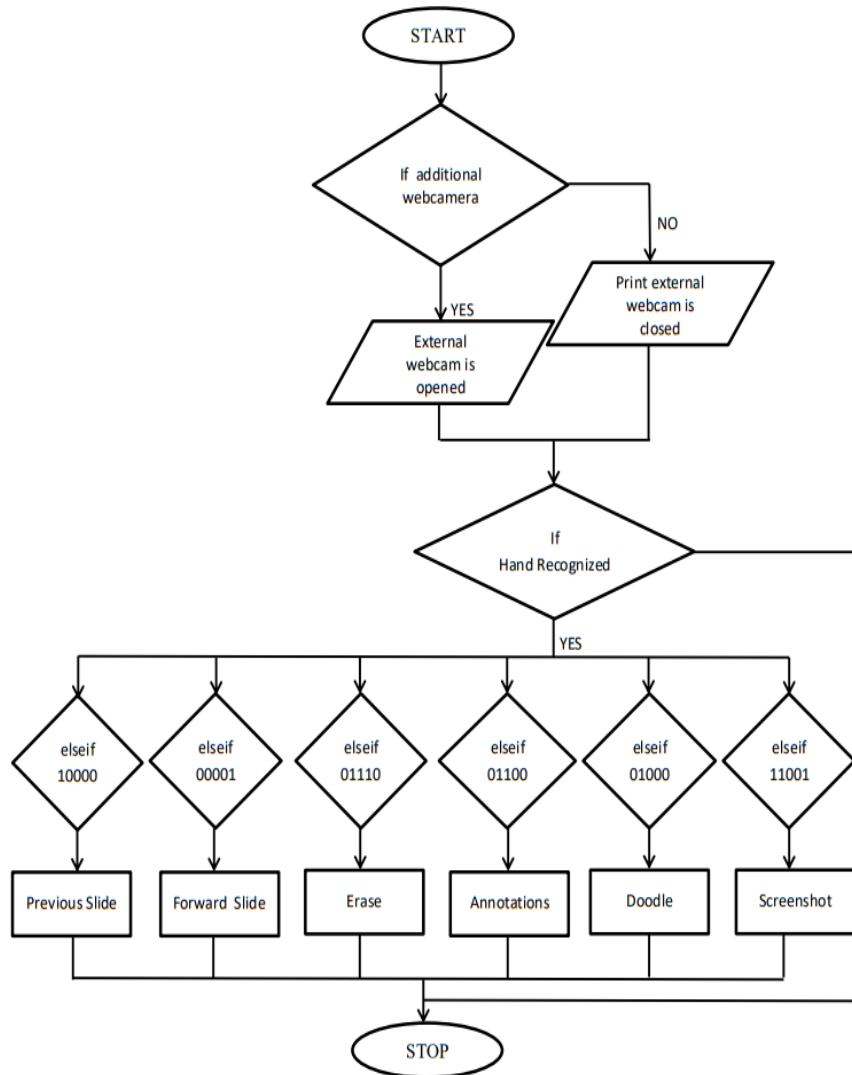 START
If additional
webcamera
NO
Print external
webcam is
closed
YES
External
webcam is
opened
If
Hand Recognized
YES
elseif
10000
elseif
00001
elseif
01110
elseif
01100
elseif
01000
elseif
11001
Previous Slide
Forward Slide
Erase
Annotations
Doodle
Screenshot
STOP